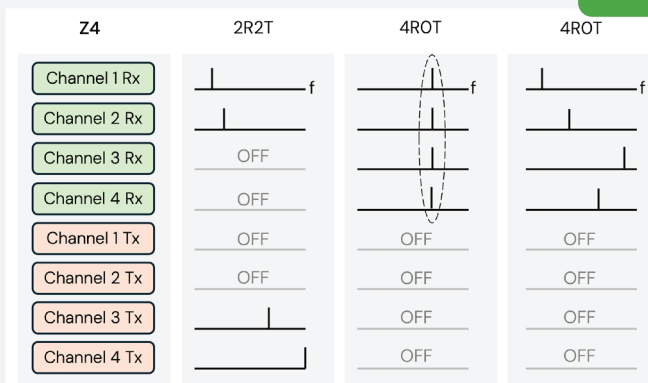 Z4 2R2T 4R0T 4R0T
Channel 1 Rx f f f
Channel 2 Rx
Channel 3 Rx OFF
Channel 4 Rx OFF
Channel 1 Tx OFF OFF OFF
Channel 2 Tx OFF OFF OFF
Channel 3 Tx OFF OFF
Channel 4 Tx OFF OFF